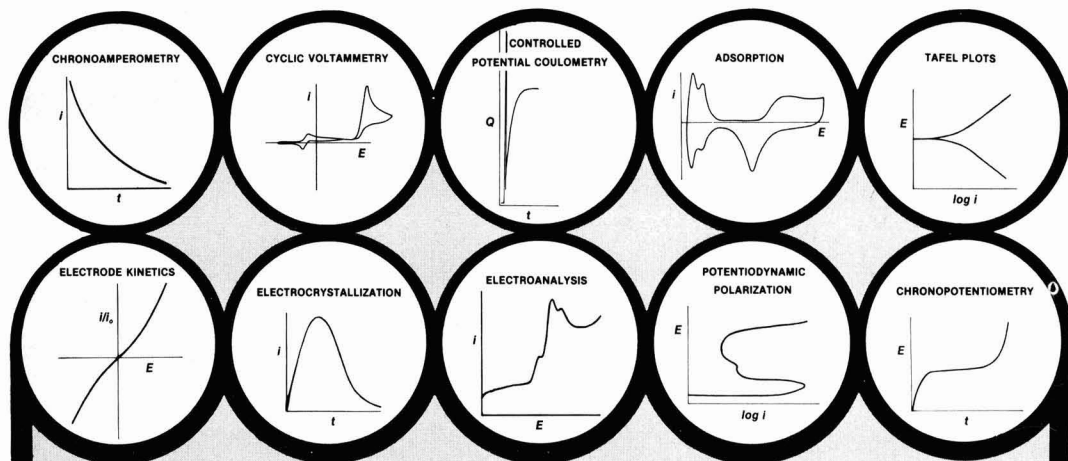 CHRONOAMPEROMETRY
i
t
CYCLIC VOLTAMMETRY
i
E
CONTROLLED
POTENTIAL COULOMETRY
Q
t
ADSORPTION
i
E
TAFEL PLOTS
E
log i
ELECTRODE KINETICS
i/i₀
E
ELECTROCRYSTALLIZATION
i
t
ELECTROANALYSIS
i
E
POTENTIODYNAMIC
POLARIZATION
E
log i
CHRONOPOTENTIOMETRY
E
t